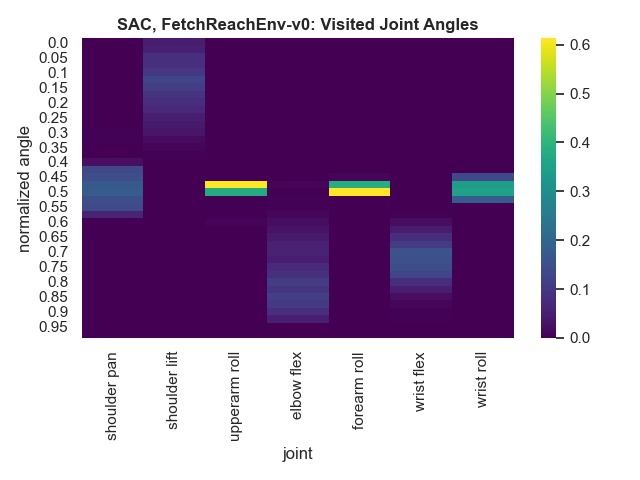 SAC, FetchReachEnv-v0: Visited Joint Angles
normalized angle
0.0
0.05
0.1
0.15
0.2
0.25
0.3
0.35
0.4
0.45
0.5
0.55
0.6
0.65
0.7
0.75
0.8
0.85
0.9
0.95
shoulder pan
shoulder lift
upperarm roll
elbow flex
forearm roll
wrist flex
wrist roll
joint
0.6
0.5
0.4
0.3
0.2
0.1
0.0